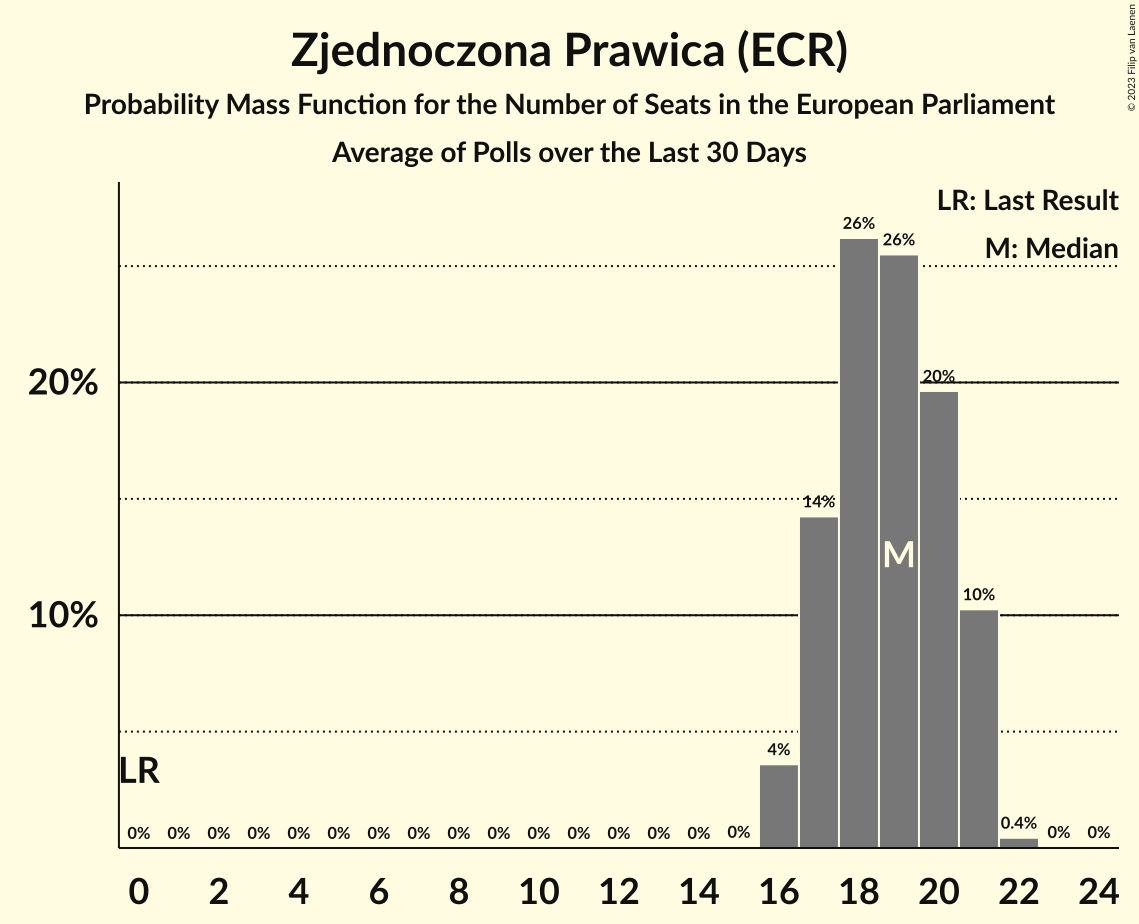 Zjednoczona Prawica (ECR)
Probability Mass Function for the Number of Seats in the European Parliament
Average of Polls over the Last 30 Days
© 2023 Filip van Laenen
LR: Last Result
M: Median
26%
26%
20%
20%
14%
M
10%
10%
4%
LR
0% 0% 0% 0% 0% 0% 0% 0% 0% 0% 0% 0% 0% 0% 0% 0% 0.4% 0% 0%
0 2 4 6 8 10 12 14 16 18 20 22 24